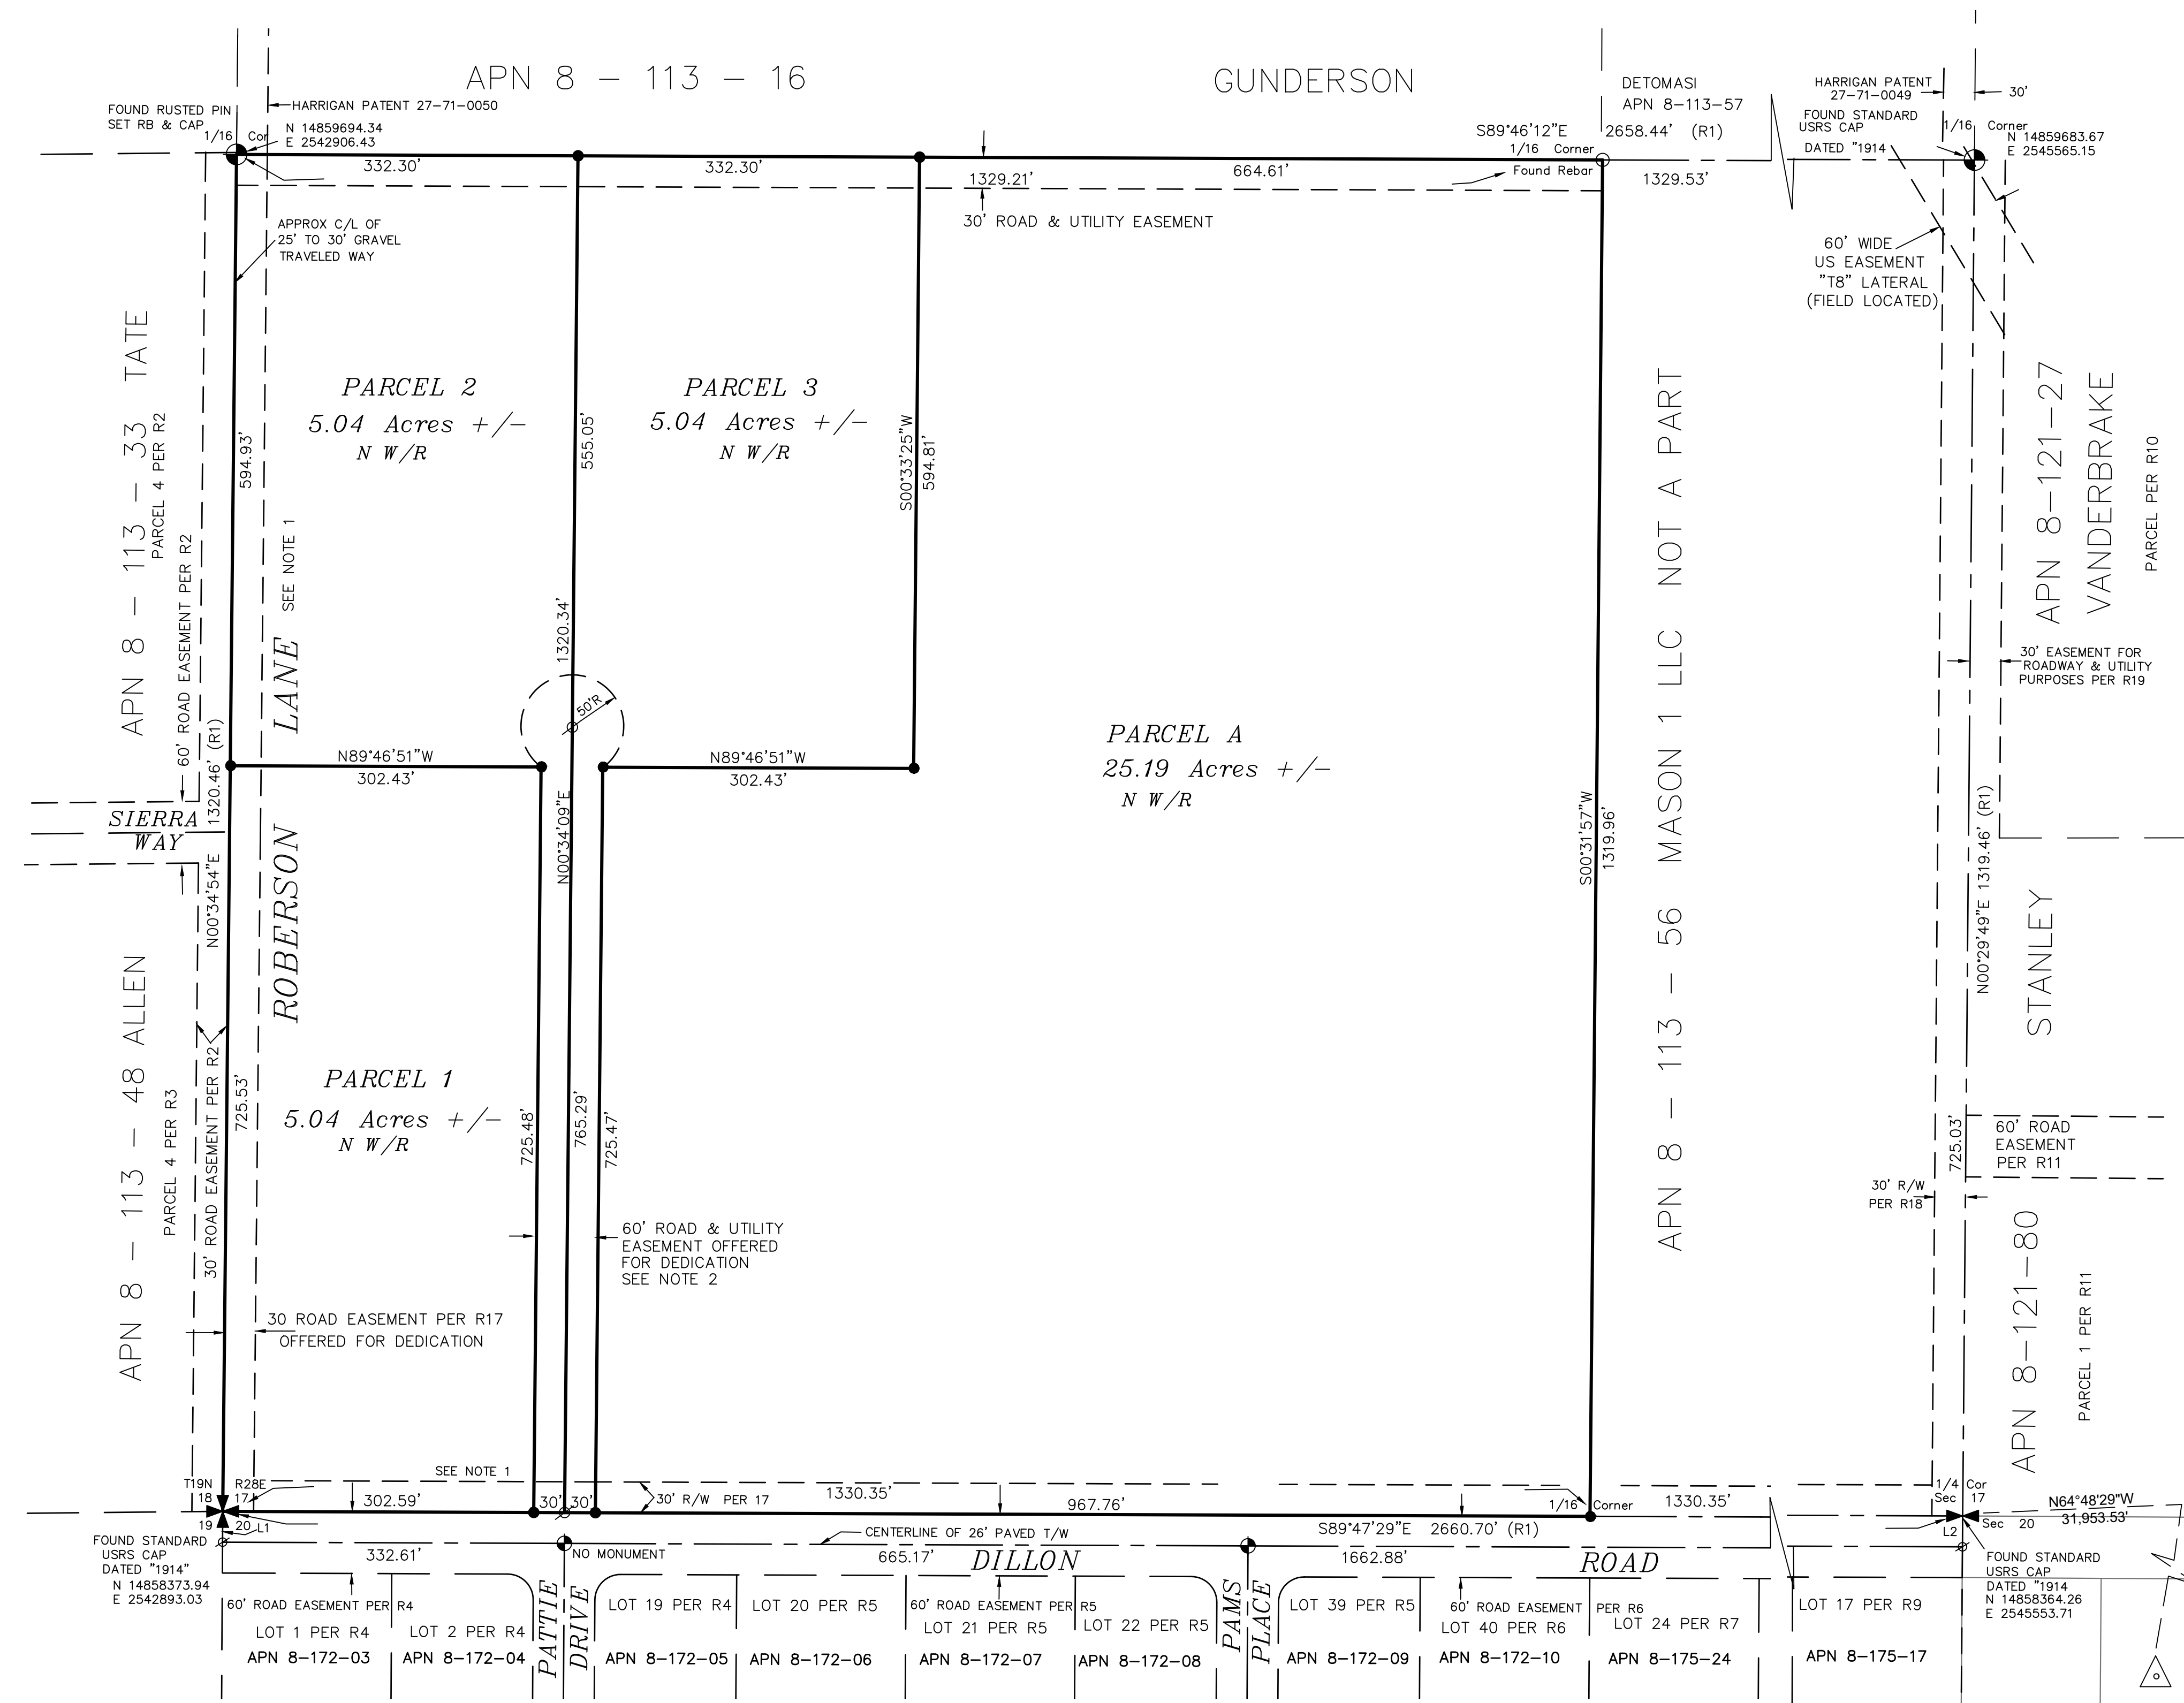 APN 8 – 113 – 16
GUNDERSON
DETOMASI
APN 8–113–57
HARRIGAN PATENT
27–71–0049
30'
FOUND RUSTED PIN
SET RB & CAP
HARRIGAN PATENT 27–71–0050
1/16 Cor
N 14859694.34
E 2542906.43
S89°46'12"E 2658.44' (R1)
1/16 Corner
FOUND STANDARD
USRS CAP
DATED "1914
1/16 Corner
N 14859683.67
E 2545565.15
332.30'
332.30'
1329.21'
664.61'
Found Rebar
1329.53'
30' ROAD & UTILITY EASEMENT
APPROX C/L OF
25' TO 30' GRAVEL
TRAVELED WAY
60' WIDE
US EASEMENT
"T8" LATERAL
(FIELD LOCATED)
APN 8 – 113 – 33 TATE
PARCEL 4 PER R2
60' ROAD EASEMENT PER R2
594.93'
PARCEL 2
5.04 Acres +/–
N W/R
555.05'
PARCEL 3
5.04 Acres +/–
N W/R
S00°33'25"W
594.81'
SEE NOTE 1
ROBERSON LANE
1320.34'
50'R
1320.46' (R1)
N00°34'54"E
N89°46'51"W
302.43'
N89°46'51"W
302.43'
N00°34'09"E
PARCEL A
25.19 Acres +/–
N W/R
S00°31'57"W
1319.96'
APN 8 – 113 – 56 MASON 1 LLC NOT A PART
APN 8–121–27
VANDERBRAKE
PARCEL PER R10
30' EASEMENT FOR
ROADWAY & UTILITY
PURPOSES PER R19
N00°29'49"E 1319.46' (R1)
STANLEY
SIERRA
WAY
APN 8 – 113 – 48 ALLEN
PARCEL 4 PER R3
30' ROAD EASEMENT PER R2
725.53'
PARCEL 1
5.04 Acres +/–
N W/R
725.48'
765.29'
725.47'
60' ROAD & UTILITY
EASEMENT OFFERED
FOR DEDICATION
SEE NOTE 2
30 ROAD EASEMENT PER R17
OFFERED FOR DEDICATION
725.03'
60' ROAD
EASEMENT
PER R11
30' R/W
PER R18
APN 8–121–80
PARCEL 1 PER R11
SEE NOTE 1
T19N R28E
18 17
19 20
L1
302.59'
30' 30'
30' R/W PER 17
1330.35'
967.76'
1/16 Corner
1330.35'
1/4 Cor
Sec 17
Sec 20
L2
N64°48'29"W
31,953.53'
S89°47'29"E 2660.70' (R1)
CENTERLINE OF 26' PAVED T/W
FOUND STANDARD
USRS CAP
DATED "1914"
N 14858373.94
E 2542893.03
332.61'
NO MONUMENT
665.17'
DILLON
1662.88'
ROAD
FOUND STANDARD
USRS CAP
DATED "1914
N 14858364.26
E 2545553.71
60' ROAD EASEMENT PER R4
60' ROAD EASEMENT PER R5
60' ROAD EASEMENT PER R6
PATTIE
DRIVE
PAMS
PLACE
LOT 1 PER R4
LOT 2 PER R4
LOT 19 PER R4
LOT 20 PER R5
LOT 21 PER R5
LOT 22 PER R5
LOT 39 PER R5
LOT 40 PER R6
LOT 24 PER R7
LOT 17 PER R9
APN 8–172–03
APN 8–172–04
APN 8–172–05
APN 8–172–06
APN 8–172–07
APN 8–172–08
APN 8–172–09
APN 8–172–10
APN 8–175–24
APN 8–175–17